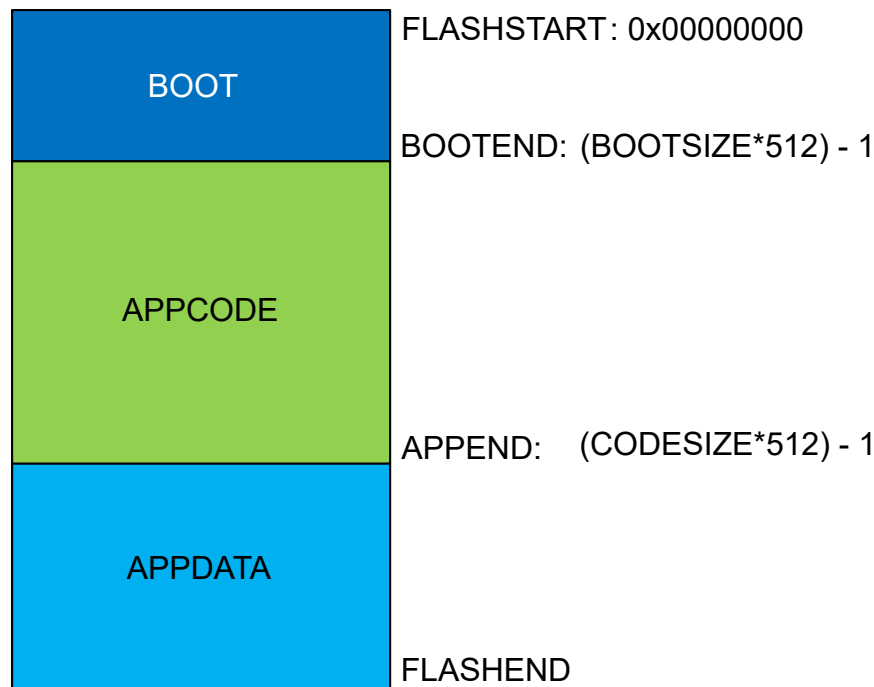 FLASHSTART: 0x00000000
BOOT
BOOTEND: (BOOTSIZE*512) - 1
APPCODE
APPEND: (CODESIZE*512) - 1
APPDATA
FLASHEND